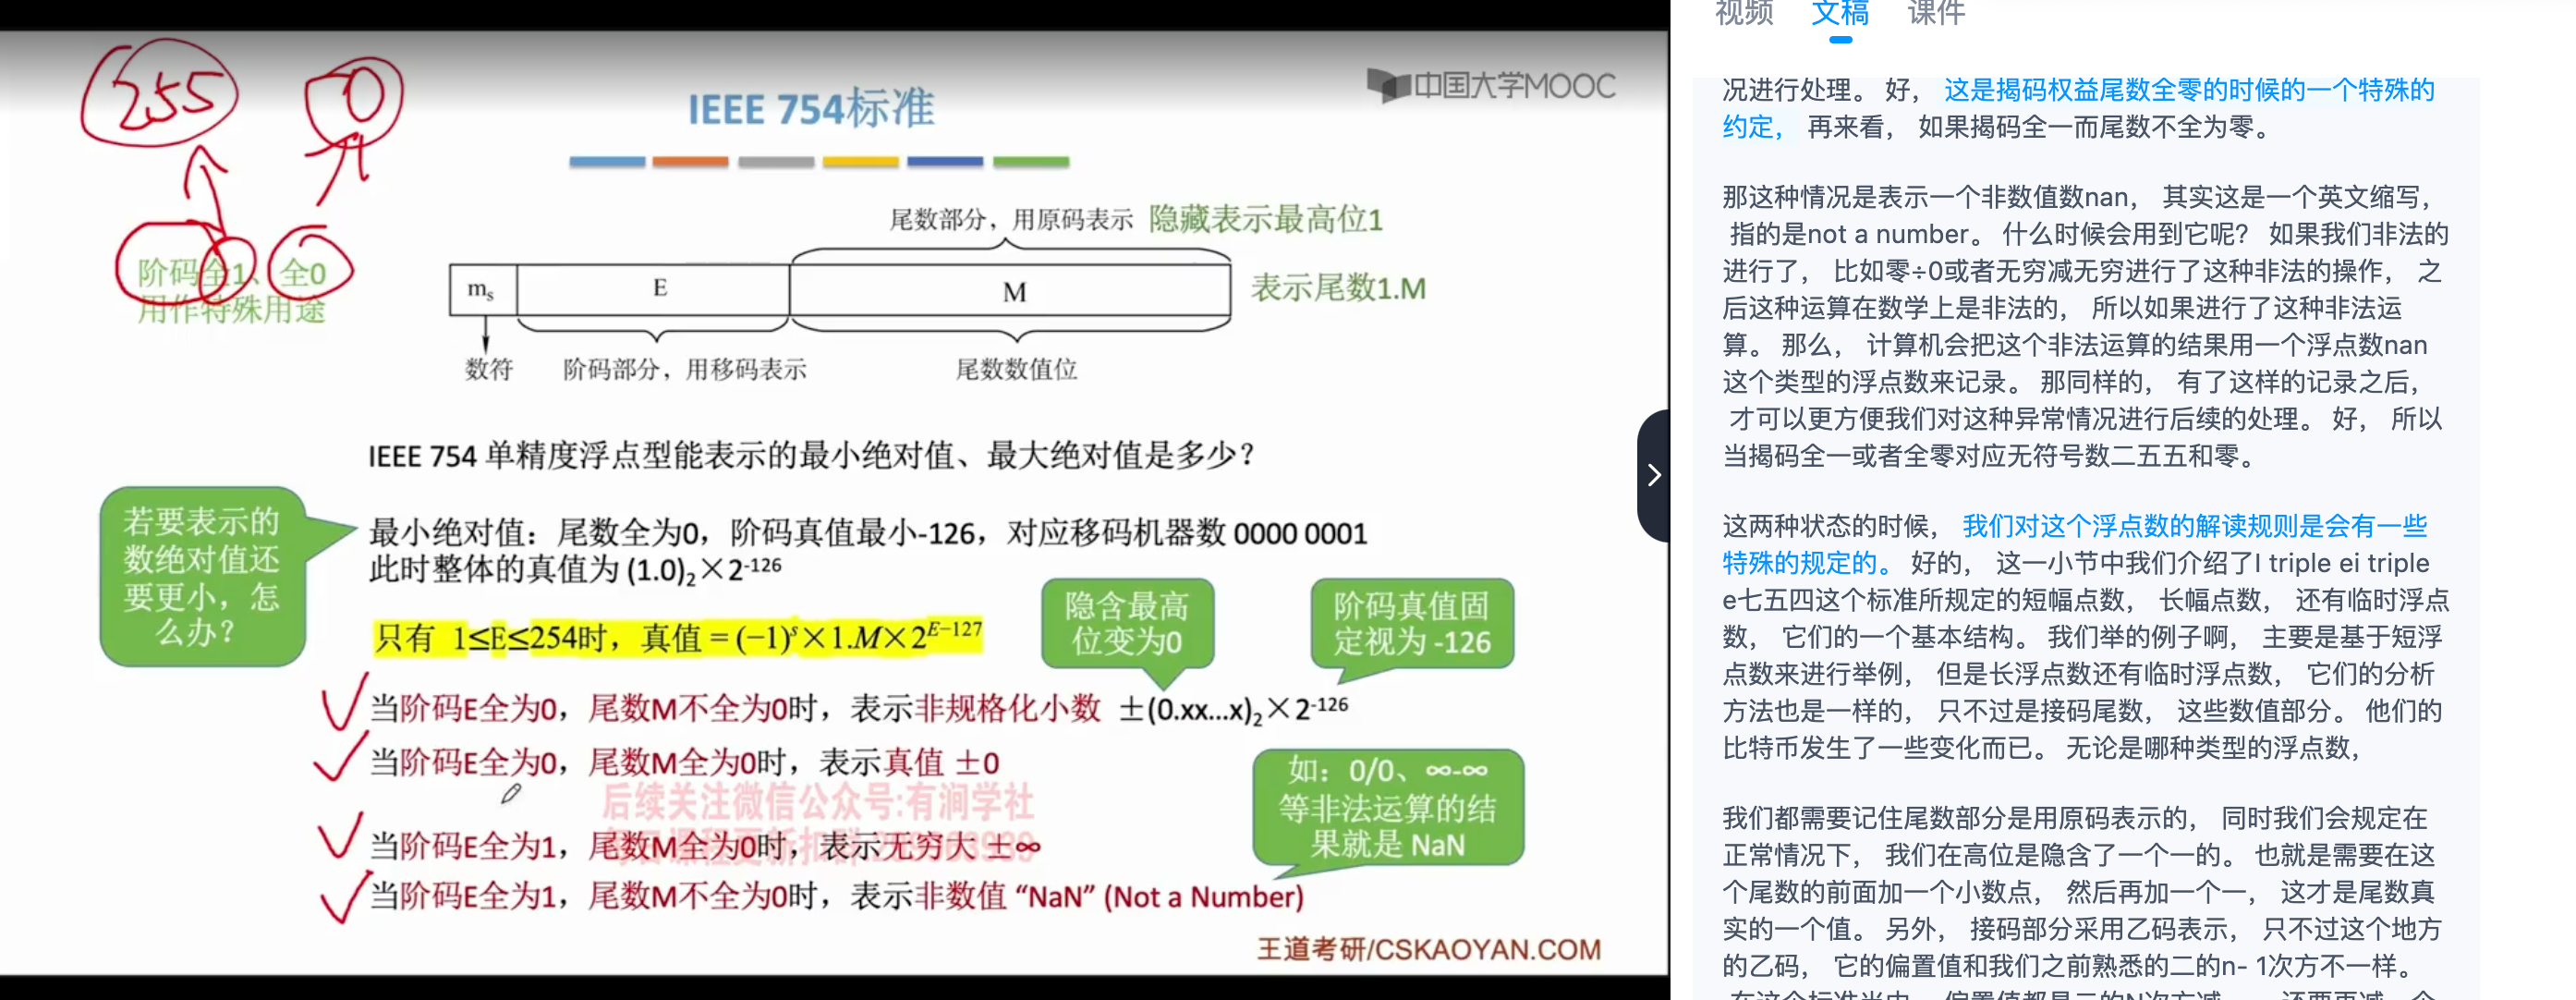 255
0
中国大学MOOC
IEEE 754标准
阶码全1、全0
用作特殊用途
尾数部分，用原码表示 隐藏表示最高位1
ms E M
表示尾数1.M
数符 阶码部分，用移码表示 尾数数值位
IEEE 754 单精度浮点型能表示的最小绝对值、最大绝对值是多少？
若要表示的
数绝对值还
要更小，怎
么办？
最小绝对值：尾数全为0，阶码真值最小-126，对应移码机器数 0000 0001
此时整体的真值为 (1.0)₂×2⁻¹²⁶
只有 1≤E≤254时，真值 = (−1)ˢ×1.M×2ᴱ⁻¹²⁷
隐含最高
位变为0
阶码真值固
定视为 -126
当阶码E全为0，尾数M不全为0时，表示非规格化小数 ±(0.xx…x)₂×2⁻¹²⁶
当阶码E全为0，尾数M全为0时，表示真值 ±0
后续关注微信公众号:有涧学社
当阶码E全为1，尾数M全为0时，表示无穷大 ±∞
如：0/0、∞-∞
等非法运算的结
果就是 NaN
当阶码E全为1，尾数M不全为0时，表示非数值 “NaN” (Not a Number)
王道考研/CSKAOYAN.COM
视频 文稿 课件
况进行处理。 好， 这是揭码权益尾数全零的时候的一个特殊的
约定， 再来看， 如果揭码全一而尾数不全为零。
那这种情况是表示一个非数值数nan， 其实这是一个英文缩写，
指的是not a number。 什么时候会用到它呢？ 如果我们非法的
进行了， 比如零÷0或者无穷减无穷进行了这种非法的操作， 之
后这种运算在数学上是非法的， 所以如果进行了这种非法运
算。 那么， 计算机会把这个非法运算的结果用一个浮点数nan
这个类型的浮点数来记录。 那同样的， 有了这样的记录之后，
才可以更方便我们对这种异常情况进行后续的处理。 好， 所以
当揭码全一或者全零对应无符号数二五五和零。
这两种状态的时候， 我们对这个浮点数的解读规则是会有一些
特殊的规定的。 好的， 这一小节中我们介绍了I triple ei triple
e七五四这个标准所规定的短幅点数， 长幅点数， 还有临时浮点
数， 它们的一个基本结构。 我们举的例子啊， 主要是基于短浮
点数来进行举例， 但是长浮点数还有临时浮点数， 它们的分析
方法也是一样的， 只不过是接码尾数， 这些数值部分。 他们的
比特币发生了一些变化而已。 无论是哪种类型的浮点数，
我们都需要记住尾数部分是用原码表示的， 同时我们会规定在
正常情况下， 我们在高位是隐含了一个一的。 也就是需要在这
个尾数的前面加一个小数点， 然后再加一个一， 这才是尾数真
实的一个值。 另外， 接码部分采用乙码表示， 只不过这个地方
的乙码， 它的偏置值和我们之前熟悉的二的n- 1次方不一样。